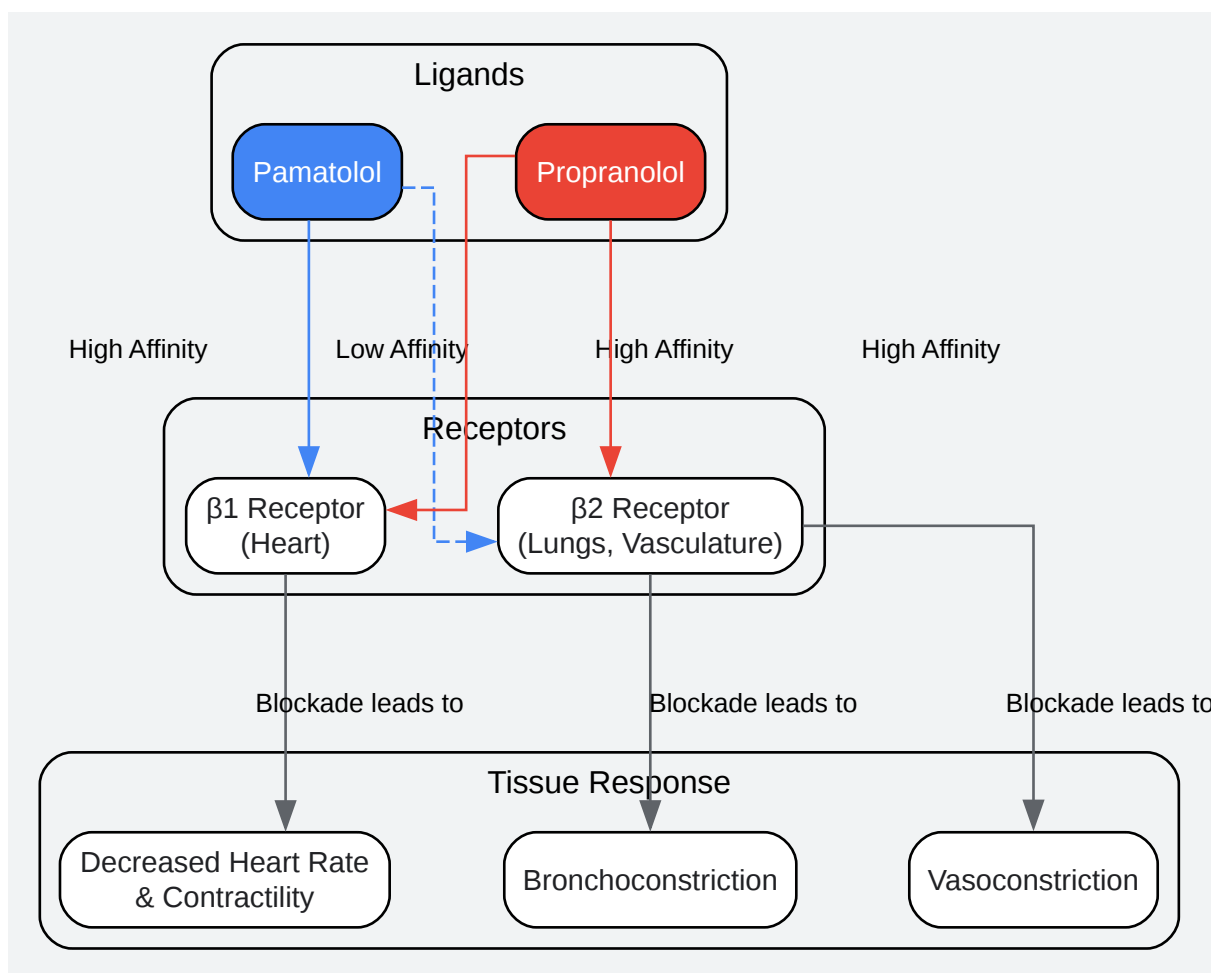 Ligands
Pamatolol
Propranolol
High Affinity
Low Affinity
High Affinity
High Affinity
Receptors
β1 Receptor
(Heart)
β2 Receptor
(Lungs, Vasculature)
Blockade leads to
Blockade leads to
Blockade leads to
Tissue Response
Decreased Heart Rate
& Contractility
Bronchoconstriction
Vasoconstriction